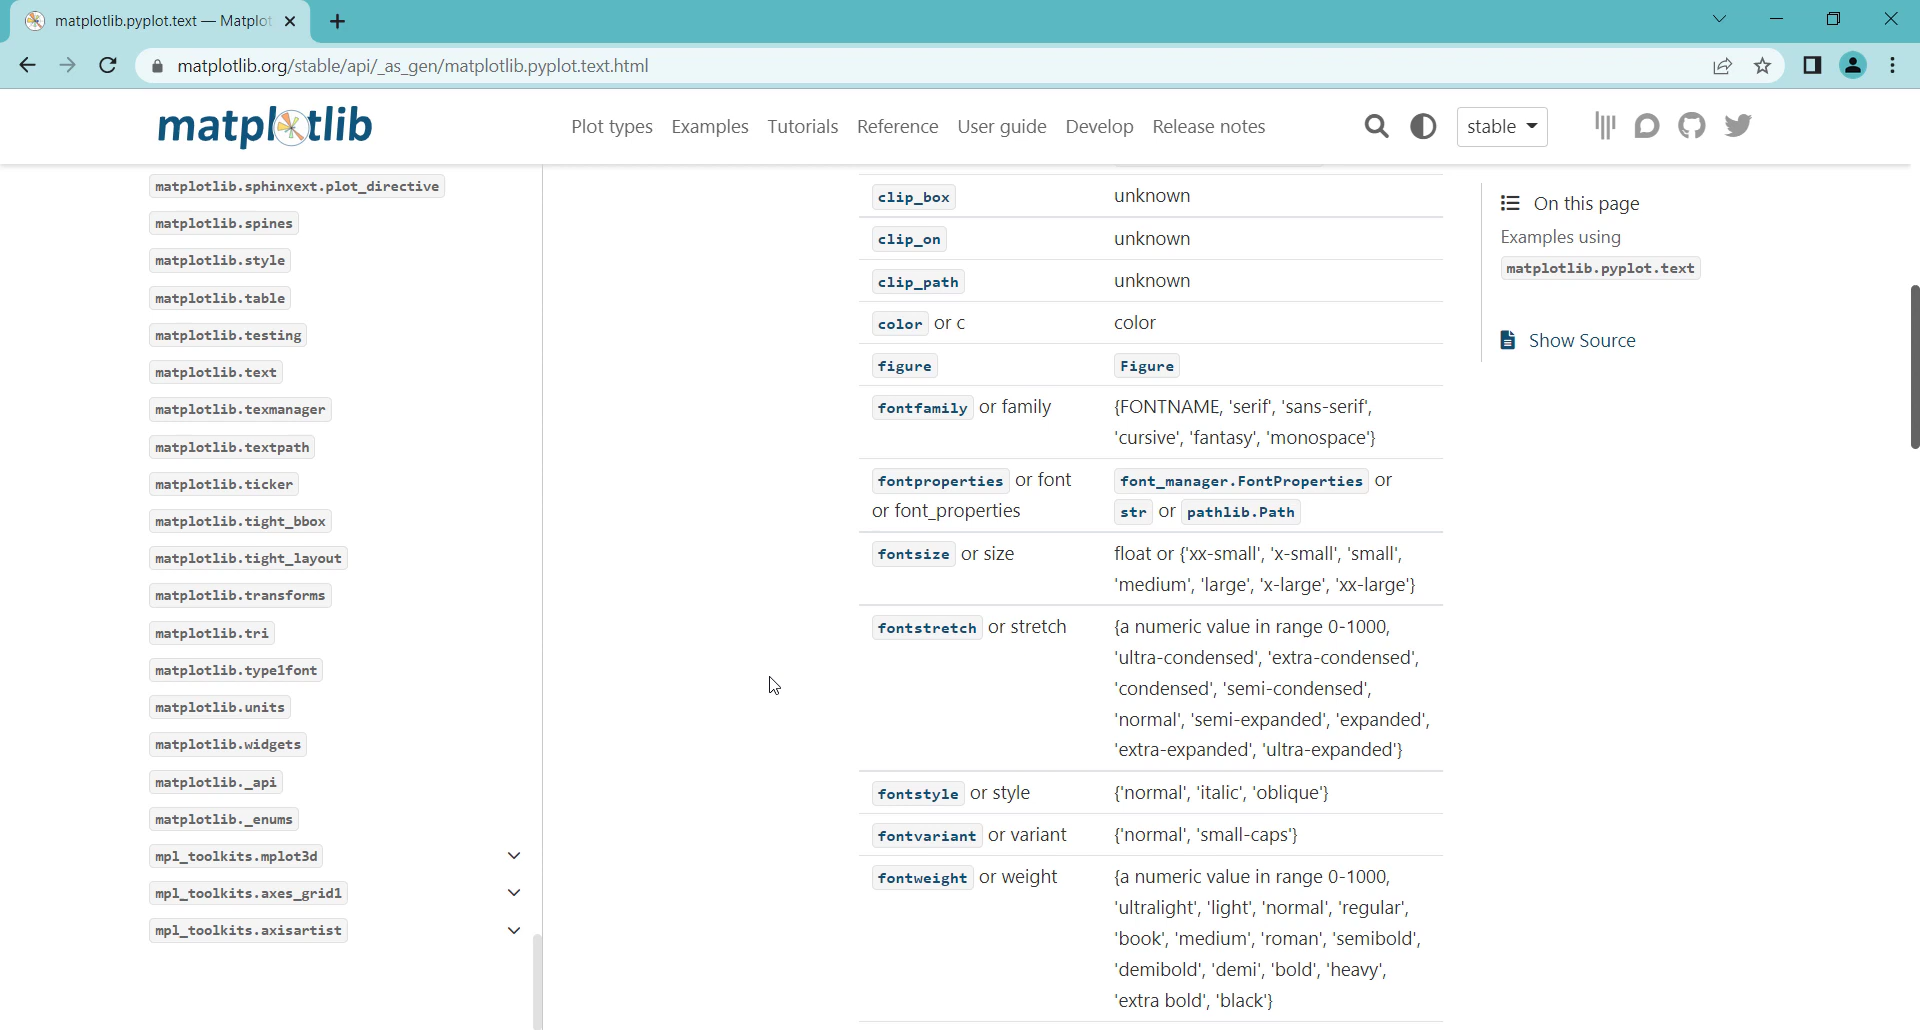 matplotlib.pyplot.text — Matplot
matplotlib.org/stable/api/_as_gen/matplotlib.pyplot.text.html
matplotlib
Plot types
Examples
Tutorials
Reference
User guide
Develop
Release notes
stable
matplotlib.sphinxext.plot_directive
matplotlib.spines
matplotlib.style
matplotlib.table
matplotlib.testing
matplotlib.text
matplotlib.texmanager
matplotlib.textpath
matplotlib.ticker
matplotlib.tight_bbox
matplotlib.tight_layout
matplotlib.transforms
matplotlib.tri
matplotlib.type1font
matplotlib.units
matplotlib.widgets
matplotlib._api
matplotlib._enums
mpl_toolkits.mplot3d
mpl_toolkits.axes_grid1
mpl_toolkits.axisartist
clip_box unknown
clip_on unknown
clip_path unknown
color or c color
figure Figure
fontfamily or family {FONTNAME, 'serif', 'sans-serif',
'cursive', 'fantasy', 'monospace'}
fontproperties or font font_manager.FontProperties or
or font_properties str or pathlib.Path
fontsize or size float or {'xx-small', 'x-small', 'small',
'medium', 'large', 'x-large', 'xx-large'}
fontstretch or stretch {a numeric value in range 0-1000,
'ultra-condensed', 'extra-condensed',
'condensed', 'semi-condensed',
'normal', 'semi-expanded', 'expanded',
'extra-expanded', 'ultra-expanded'}
fontstyle or style {'normal', 'italic', 'oblique'}
fontvariant or variant {'normal', 'small-caps'}
fontweight or weight {a numeric value in range 0-1000,
'ultralight', 'light', 'normal', 'regular',
'book', 'medium', 'roman', 'semibold',
'demibold', 'demi', 'bold', 'heavy',
'extra bold', 'black'}
On this page
Examples using
matplotlib.pyplot.text
Show Source